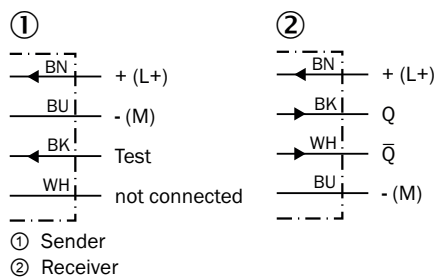 ① ②
BN + (L+)
BU - (M)
BK Test
WH not connected
BN + (L+)
BK Q
WH Q̅
BU - (M)
① Sender
② Receiver